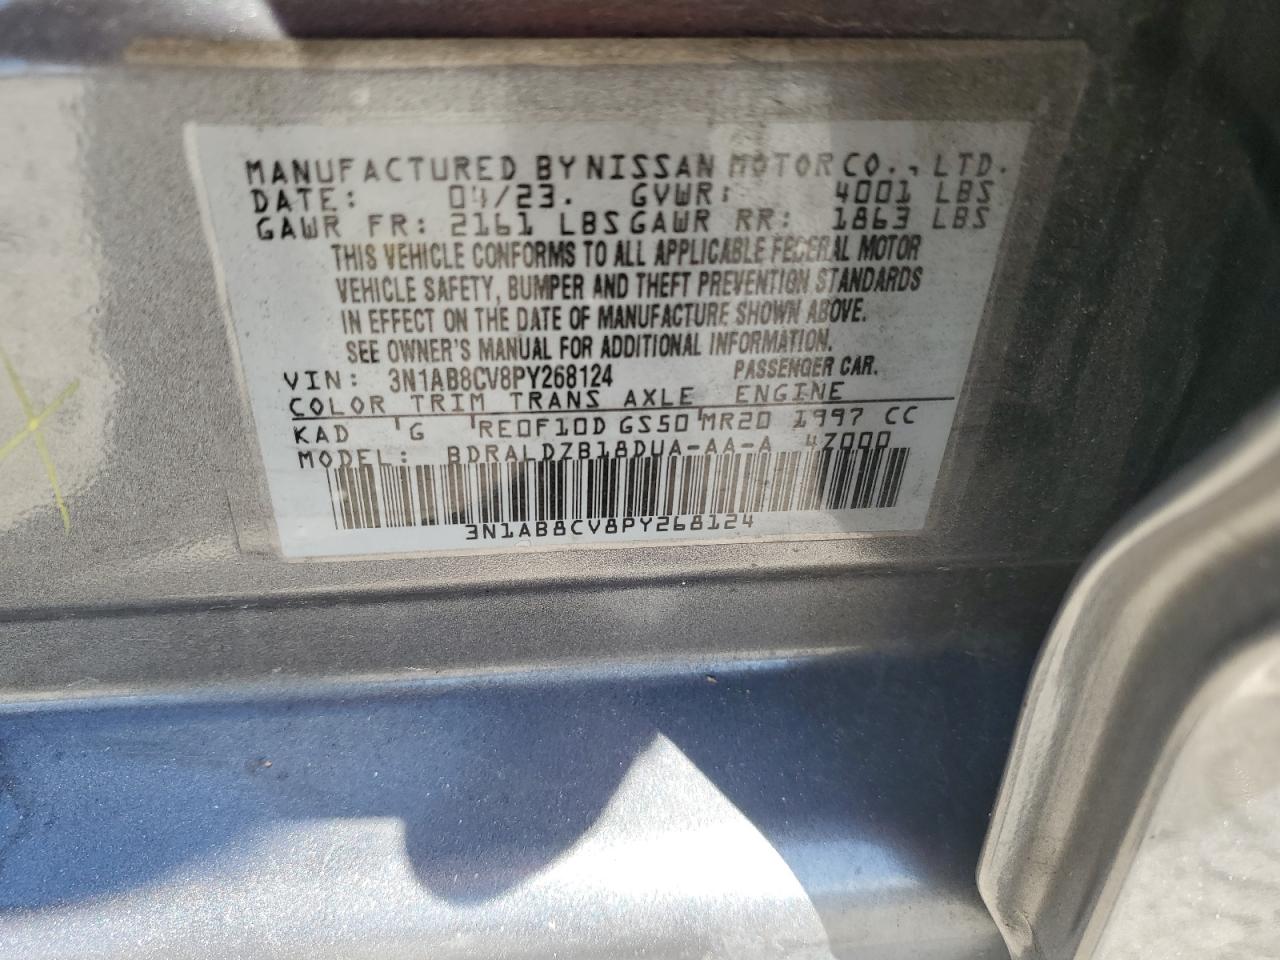 MANUFACTURED BY NISSAN MOTOR CO., LTD.
DATE: 04/23. GVWR: 4001 LBS
GAWR FR: 2161 LBS GAWR RR: 1863 LBS
THIS VEHICLE CONFORMS TO ALL APPLICABLE FEDERAL MOTOR
VEHICLE SAFETY, BUMPER AND THEFT PREVENTION STANDARDS
IN EFFECT ON THE DATE OF MANUFACTURE SHOWN ABOVE.
SEE OWNER'S MANUAL FOR ADDITIONAL INFORMATION.
VIN: 3N1AB8CV8PY268124 PASSENGER CAR.
COLOR TRIM TRANS AXLE ENGINE
KAD G RE0F10D GS50 MR20 1997 CC
MODEL: BDRALDZB18DUA-AA-A 4Z000
3N1AB8CV8PY268124